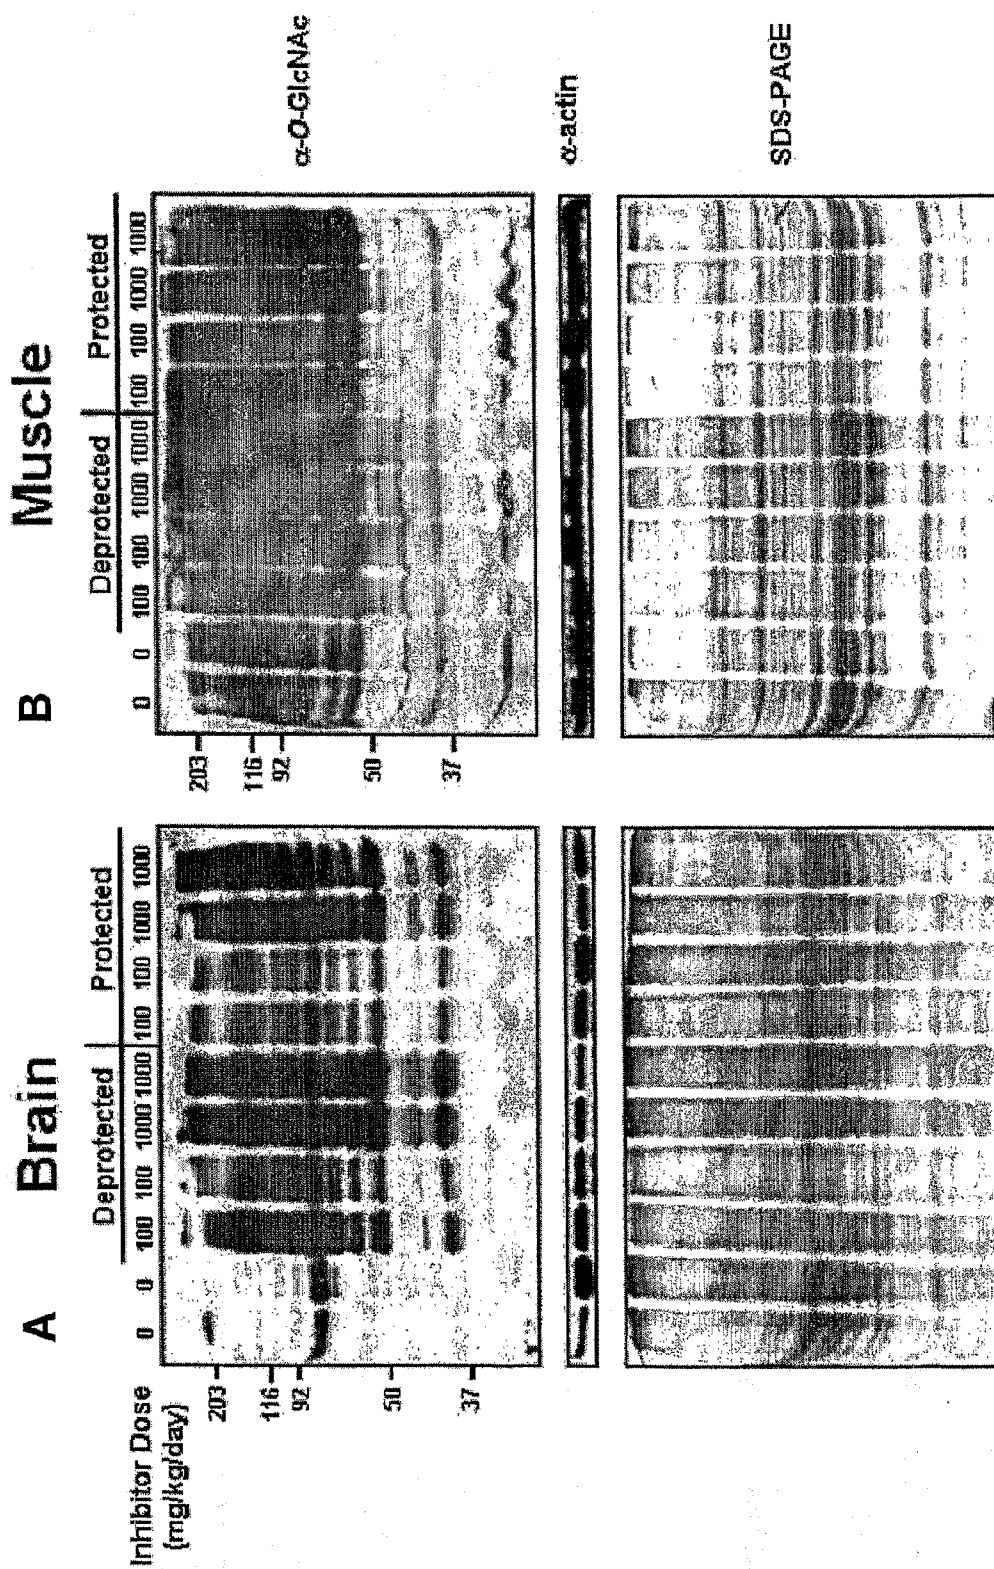 A Brain
Deprotected Protected
Inhibitor Dose
(mg/kg/day)
0 0 100 100 1000 1000 100 100 1000 1000
203
116
92
50
37
B Muscle
Deprotected Protected
0 0 100 100 1000 1000 100 100 1000 1000
203
116
92
50
37
α-O-GlcNAc
α-actin
SDS-PAGE